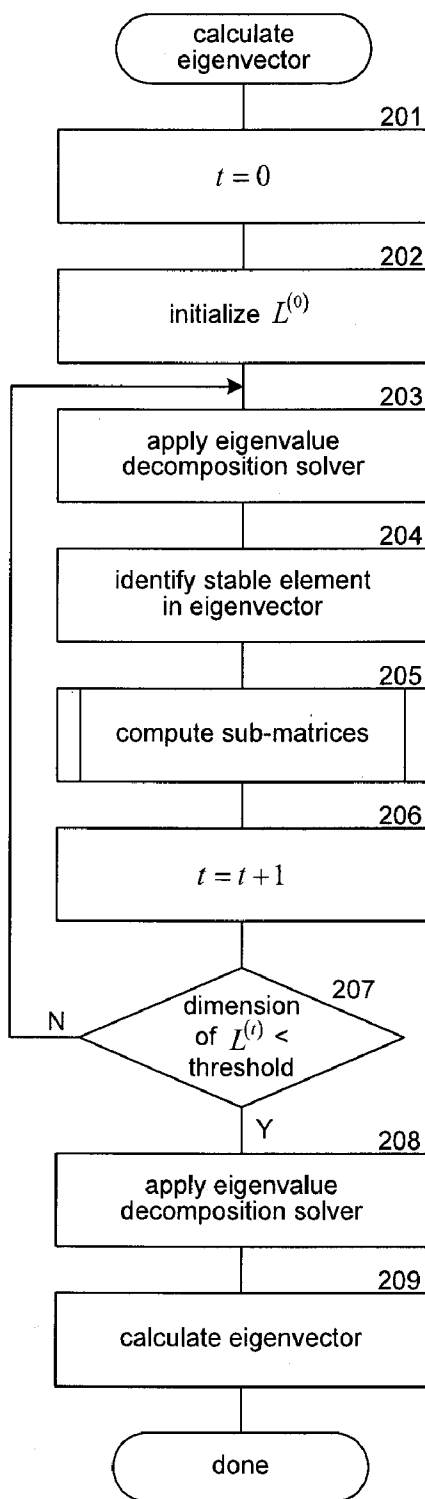 calculate
eigenvector
201
t = 0
202
initialize L⁽⁰⁾
203
apply eigenvalue
decomposition solver
204
identify stable element
in eigenvector
205
compute sub-matrices
206
t = t + 1
207
dimension
of L⁽ᵗ⁾ <
threshold
N
Y
208
apply eigenvalue
decomposition solver
209
calculate eigenvector
done